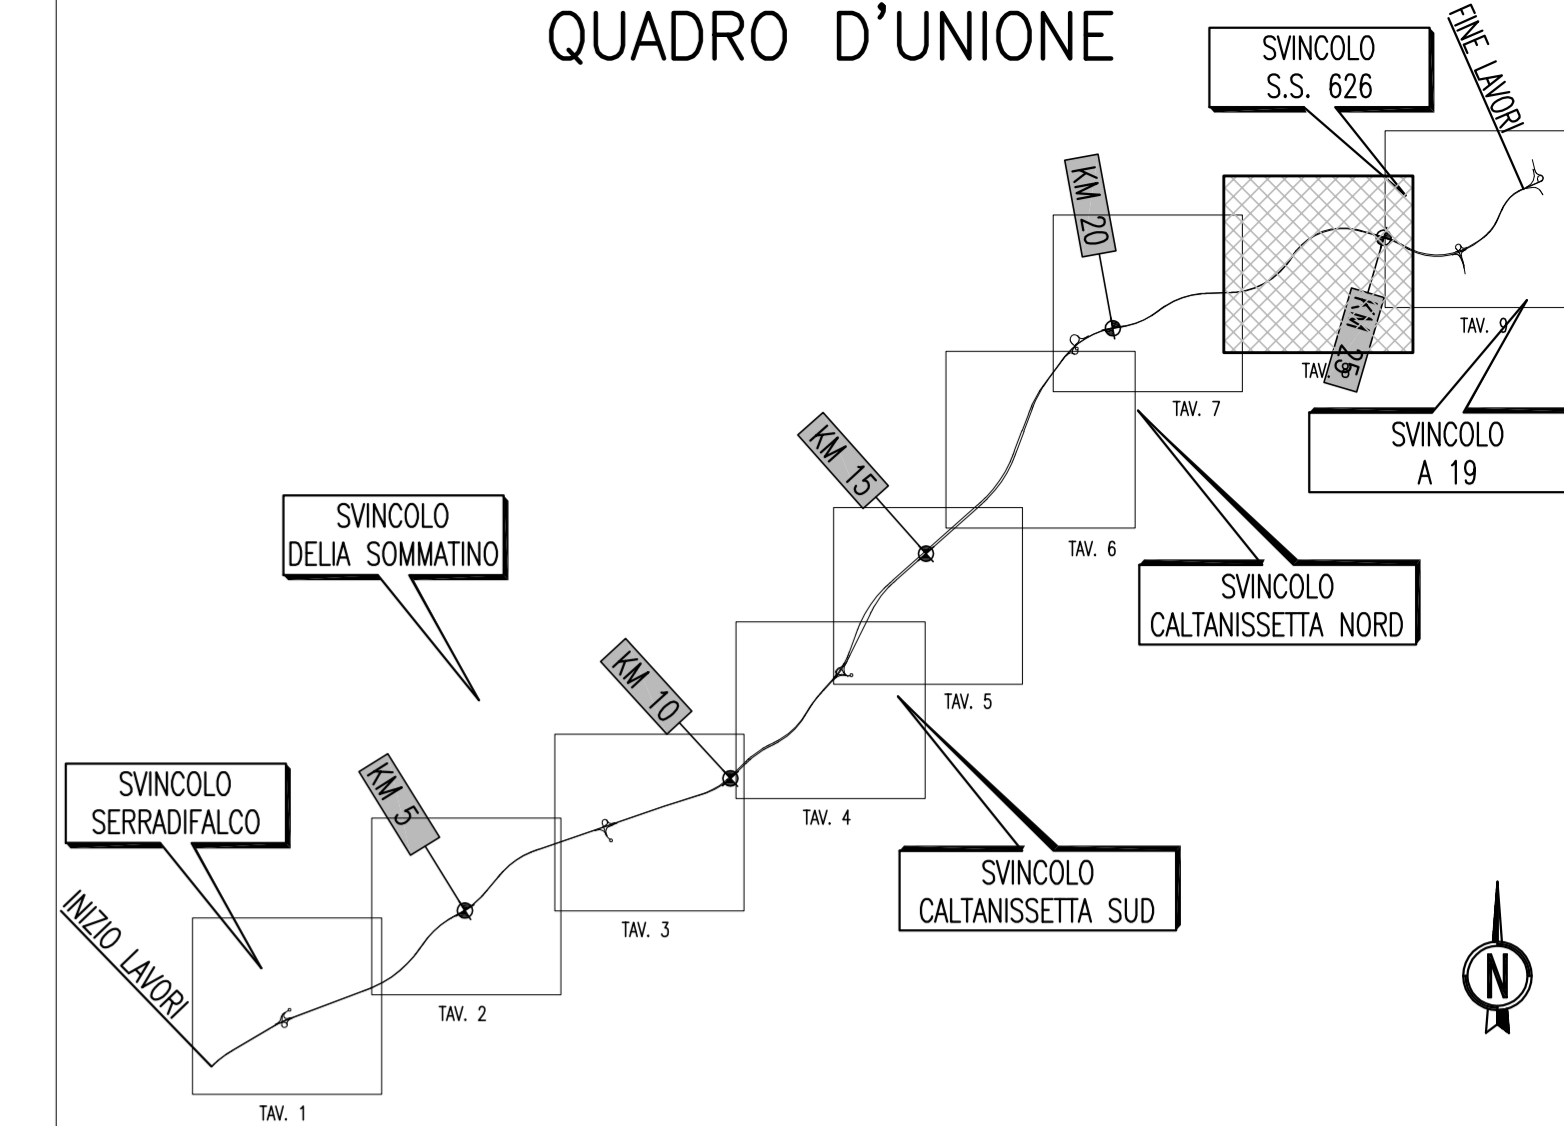 QUADRO D'UNIONE
SVINCOLO
S.S. 626
FINE LAVORI
KM 20
KM 25
TAV. 9
TAV. 8
TAV. 7
SVINCOLO
A 19
KM 15
SVINCOLO
DELIA SOMMATINO
TAV. 6
SVINCOLO
CALTANISSETTA NORD
KM 10
TAV. 5
KM 5
SVINCOLO
SERRADIFALCO
TAV. 4
SVINCOLO
CALTANISSETTA SUD
INIZIO LAVORI
TAV. 3
N
TAV. 2
TAV. 1